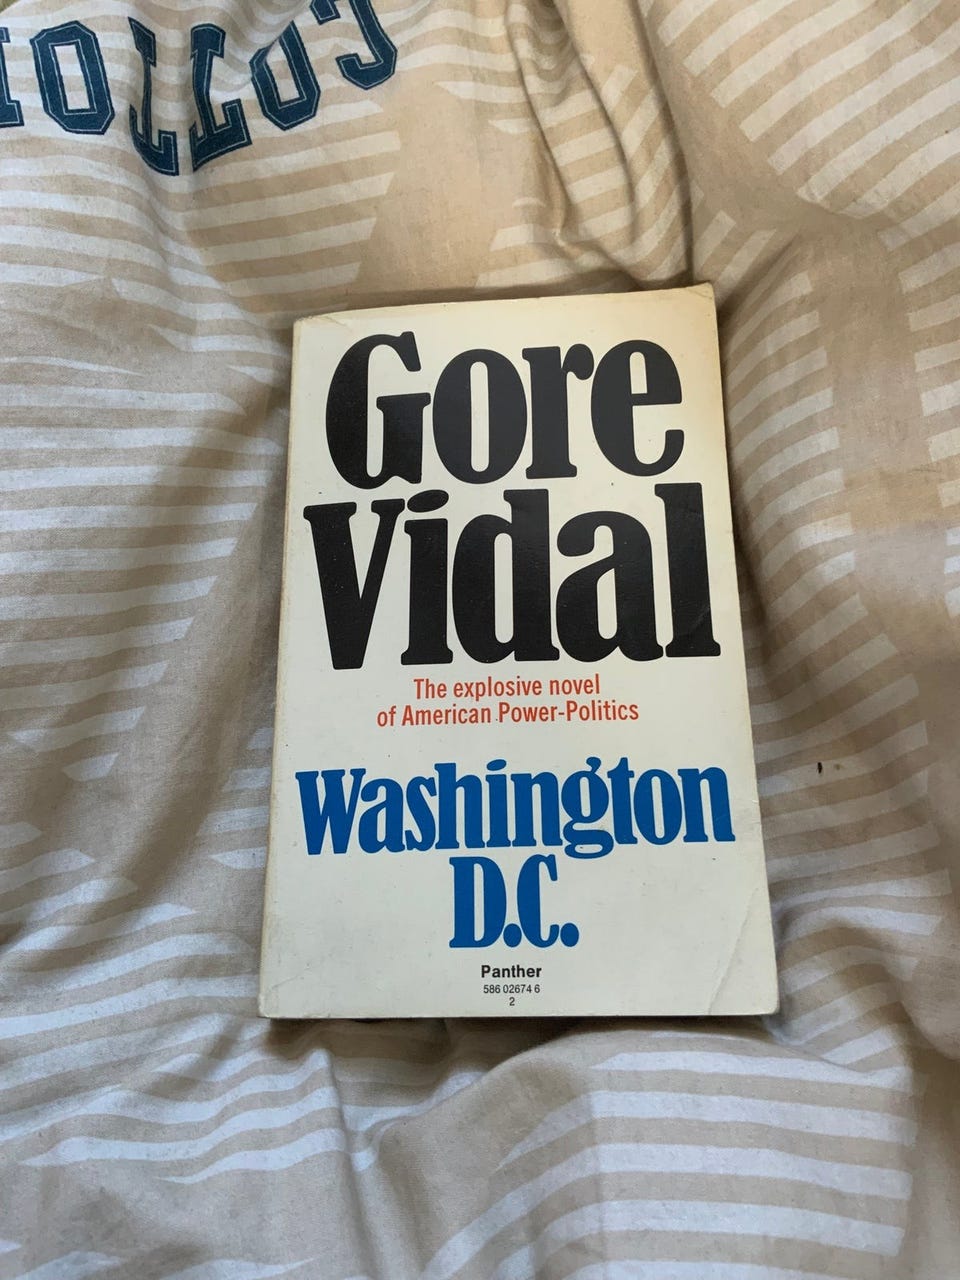 Gore
Vidal
The explosive novel
of American Power-Politics
Washington
D.C.
Panther
586 02674 6
2